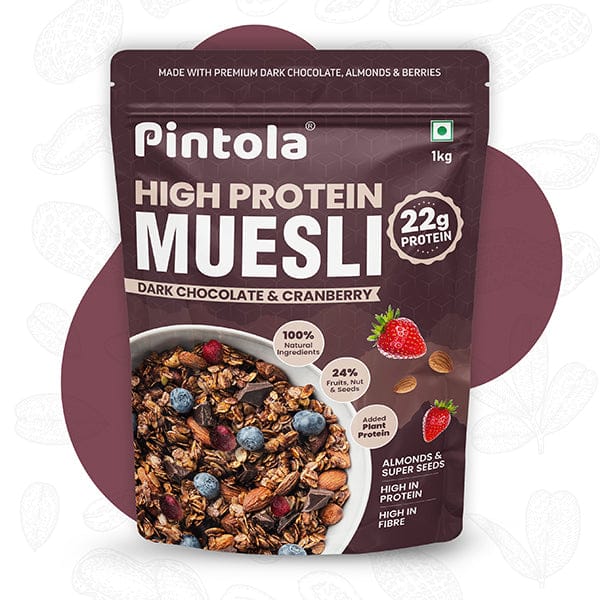 MADE WITH PREMIUM DARK CHOCOLATE, ALMONDS & BERRIES
Pintola®
1kg
HIGH PROTEIN
MUESLI
22g
PROTEIN
DARK CHOCOLATE & CRANBERRY
100%
Natural
Ingredients
24%
Fruits, Nut
& Seeds
Added
Plant
Protein
ALMONDS &
SUPER SEEDS
HIGH IN
PROTEIN
HIGH IN
FIBRE